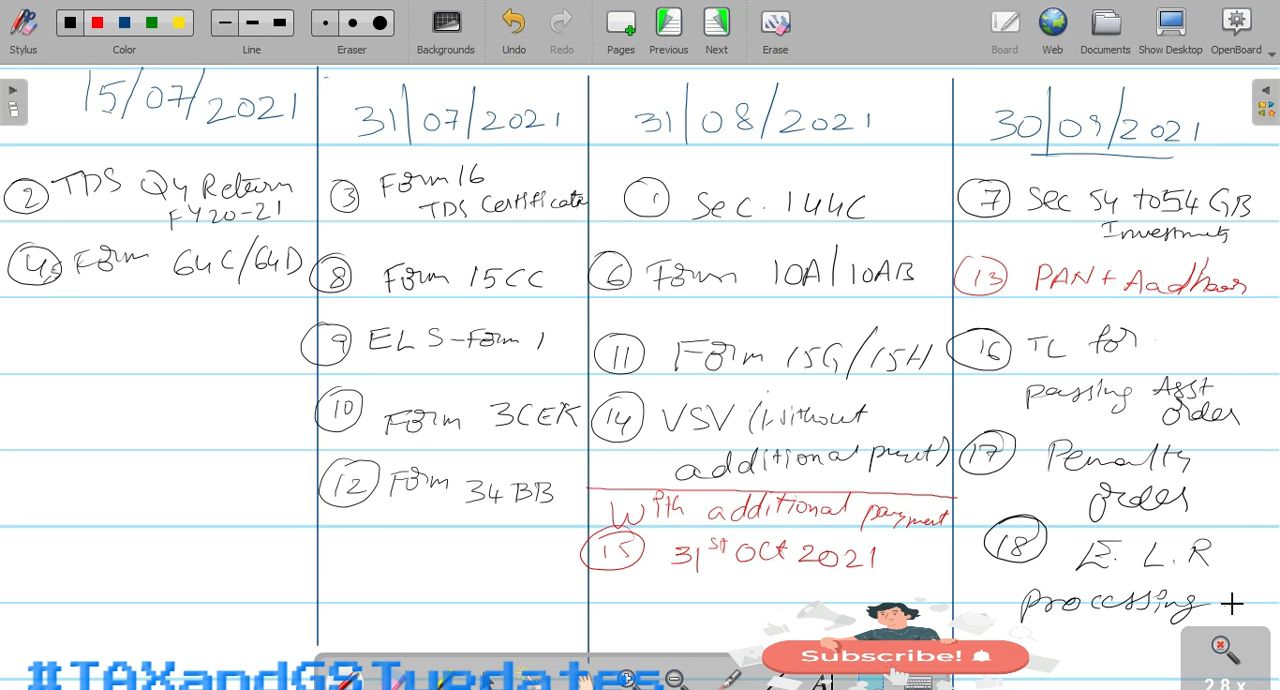 Stylus
Color
Line
Eraser
Backgrounds
Undo
Redo
Pages
Previous
Next
Erase
Board
Web
Documents
Show Desktop
OpenBoard
15/07/2021
② TDS Q4 Return
FY20-21
④ Form 64C/64D
31/07/2021
③ Form 16
TDS Certificate
⑧ Form 15CC
⑨ ELS-Form 1
⑩ Form 3CEK
⑫ Form 34BB
31/08/2021
① Sec. 144C
⑥ Form 10A/10AB
⑪ Form 15G/15H
⑭ VSV (without
additional pmt)
With additional payment
⑮ 31st Oct 2021
30/09/2021
⑦ Sec 54 to 54GB
Investments
⑬ PAN + Aadhaar
⑯ TL for
passing Asst
order
⑰ Penalty
order
⑱ E.L.R
processing
#TAXandGSTupdates
Subscribe!
2.8 x